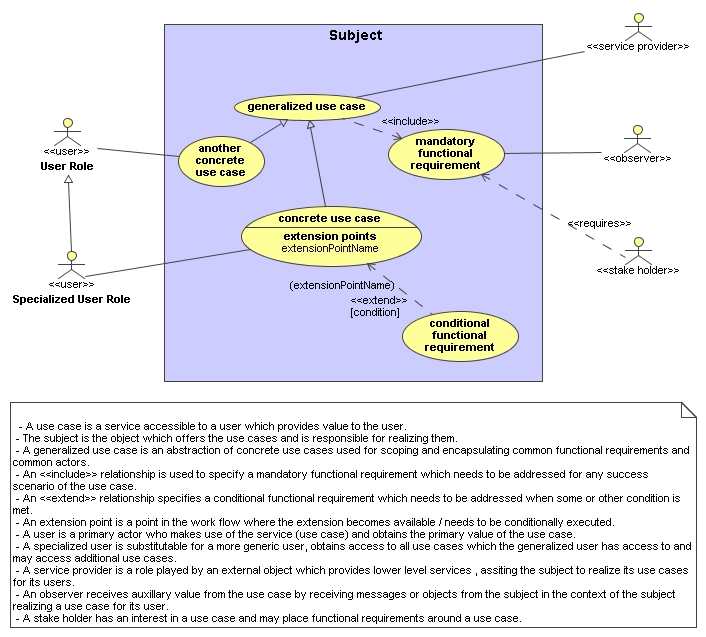 Subject
<<service provider>>
generalized use case
<<include>>
<<user>>
User Role
another
concrete
use case
mandatory
functional
requirement
<<observer>>
concrete use case
extension points
extensionPointName
<<requires>>
<<user>>
Specialized User Role
<<stake holder>>
(extensionPointName)
<<extend>>
[condition]
conditional
functional
requirement
- A use case is a service accessible to a user which provides value to the user.
- The subject is the object which offers the use cases and is responsible for realizing them.
- A generalized use case is an abstraction of concrete use cases used for scoping and encapsulating common functional requirements and
common actors.
- An <<include>> relationship is used to specify a mandatory functional requirement which needs to be addressed for any success
scenario of the use case.
- An <<extend>> relationship specifies a conditional functional requirement which needs to be addressed when some or other condition is
met.
- An extension point is a point in the work flow where the extension becomes available / needs to be conditionally executed.
- A user is a primary actor who makes use of the service (use case) and obtains the primary value of the use case.
- A specialized user is substitutable for a more generic user, obtains access to all use cases which the generalized user has access to and
may access additional use cases.
- A service provider is a role played by an external object which provides lower level services , assiting the subject to realize its use cases
for its users.
- An observer receives auxillary value from the use case by receiving messages or objects from the subject in the context of the subject
realizing a use case for its user.
- A stake holder has an interest in a use case and may place functional requirements around a use case.